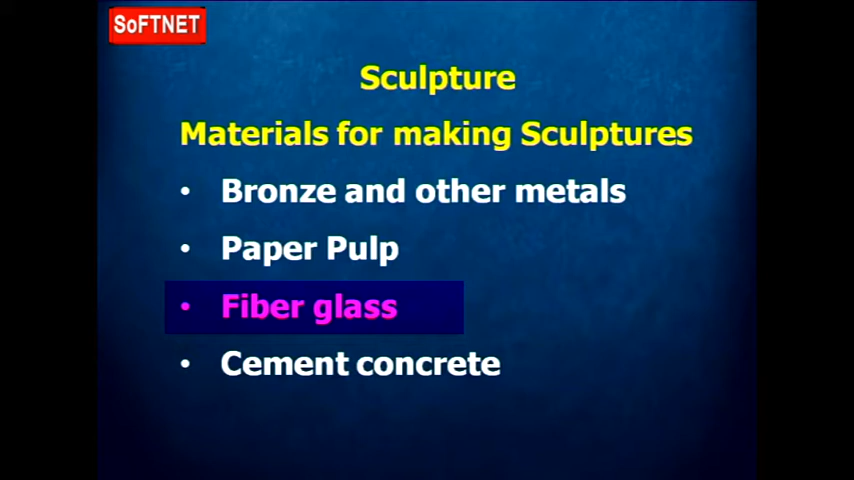 SoFTNET
Sculpture
Materials for making Sculptures
• Bronze and other metals
• Paper Pulp
• Fiber glass
• Cement concrete